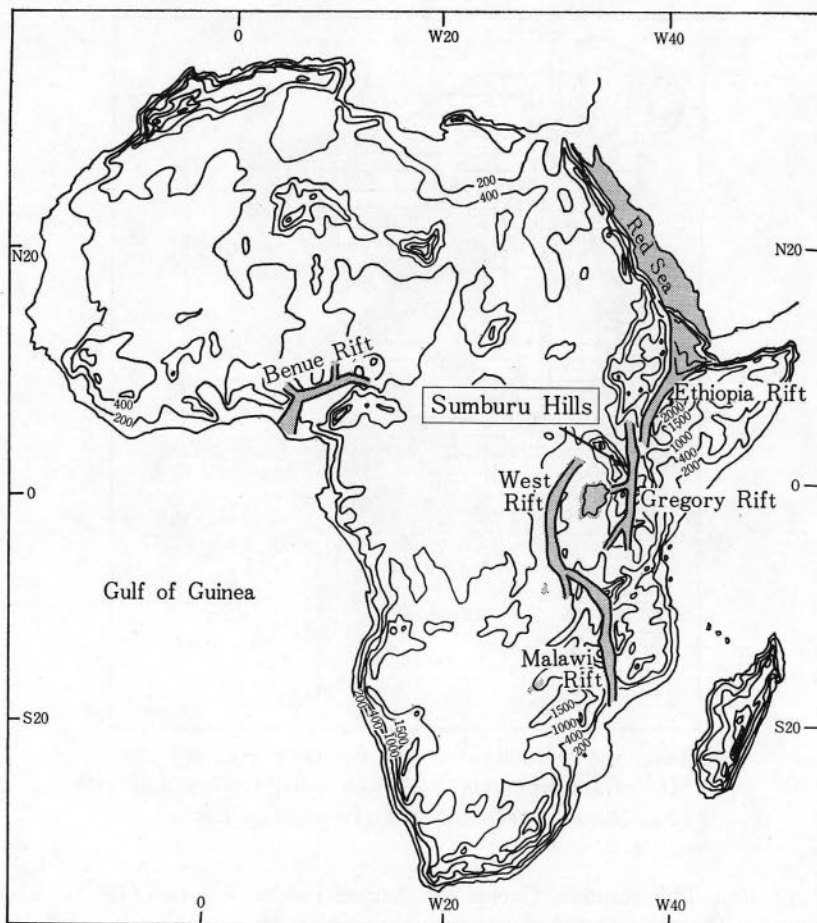 0 W20 W40
200
400
N20 N20
Red Sea
Benue Rift
400
200
Sumburu Hills
Ethiopia Rift
2000
1500
1000
400
200
West
Rift
0 0
Gregory Rift
Gulf of Guinea
Malawi
Rift
S20 S20
200
400
1000
1500
1500
1000
400
200
0 W20 W40